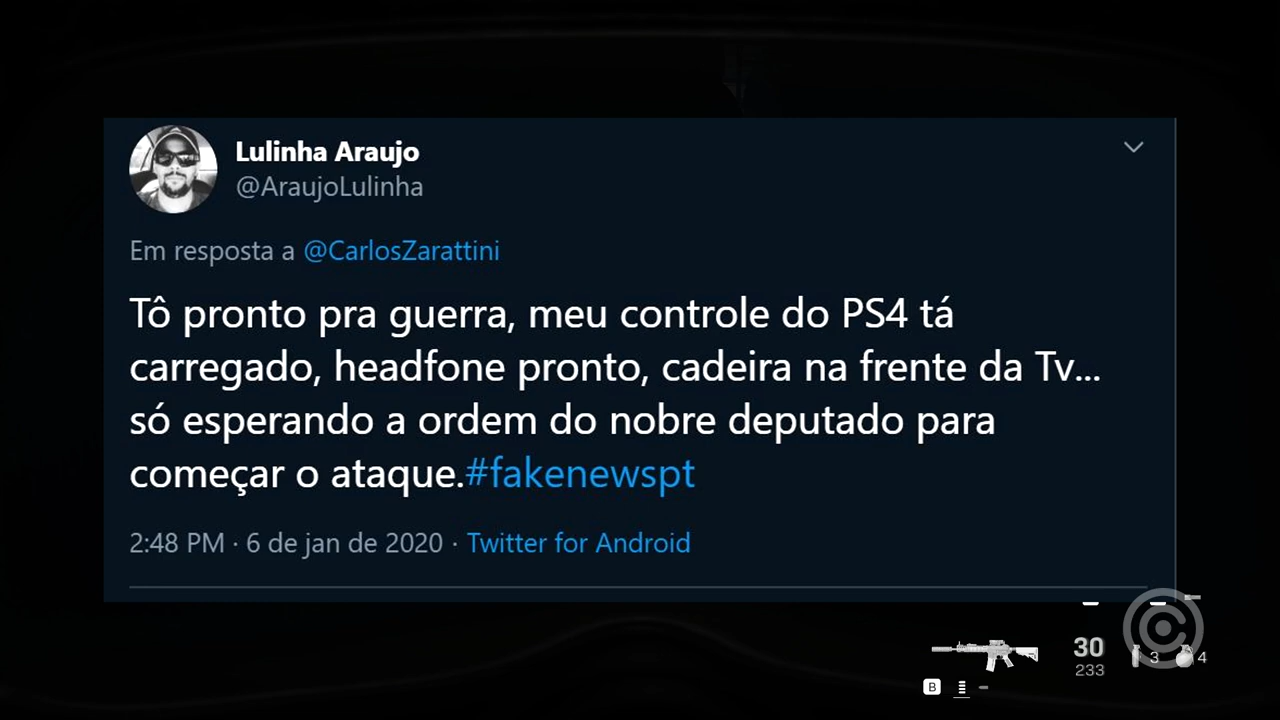 Lulinha Araujo
@AraujoLulinha
Em resposta a @CarlosZarattini
Tô pronto pra guerra, meu controle do PS4 tá
carregado, headfone pronto, cadeira na frente da Tv...
só esperando a ordem do nobre deputado para
começar o ataque.#fakenewspt
2:48 PM · 6 de jan de 2020 · Twitter for Android
30
233
3
4
B